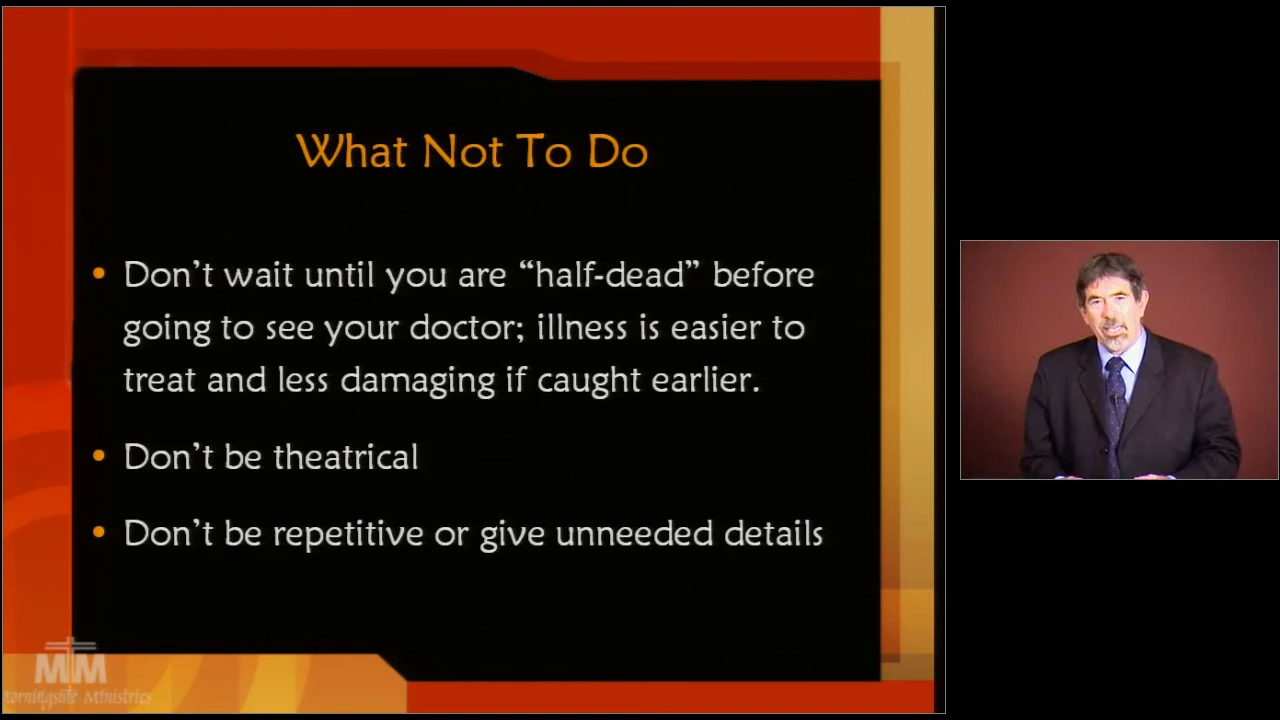 What Not To Do
• Don’t wait until you are “half-dead” before
going to see your doctor; illness is easier to
treat and less damaging if caught earlier.
• Don’t be theatrical
• Don’t be repetitive or give unneeded details
MM
Ministries